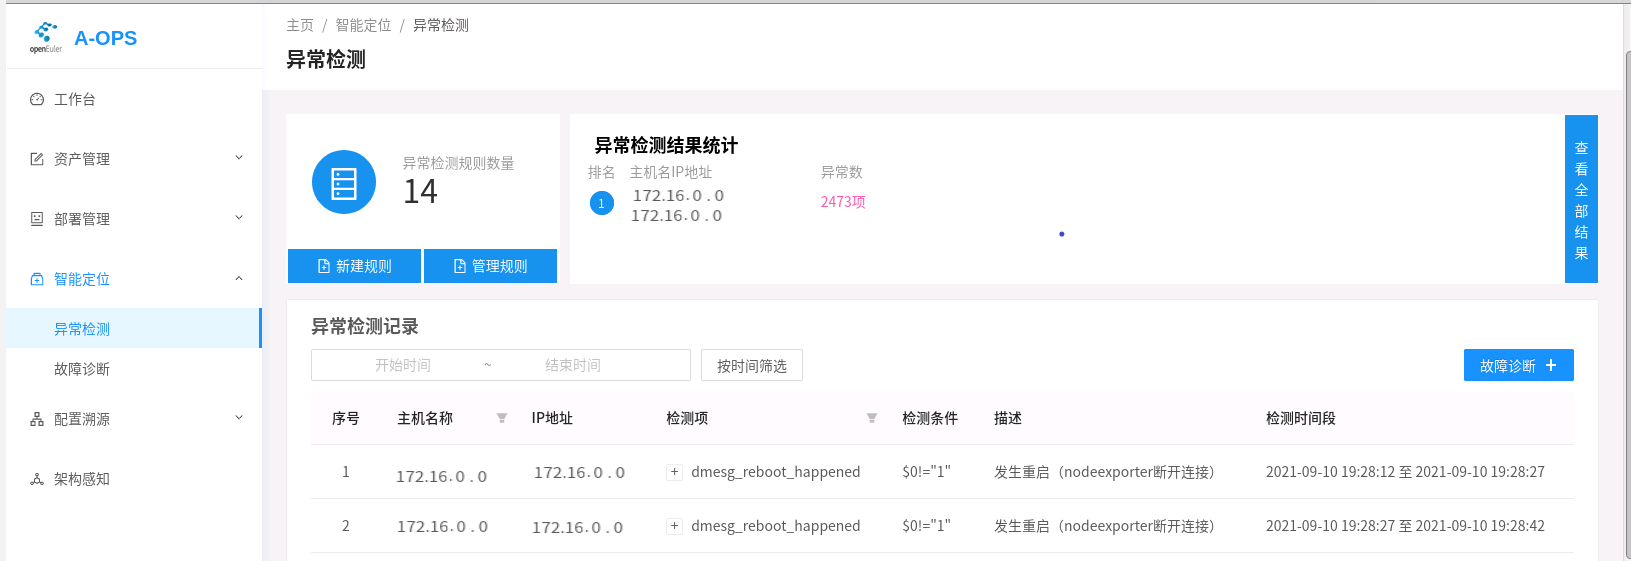 openEuler
A-OPS
工作台
资产管理
部署管理
智能定位
异常检测
故障诊断
配置溯源
架构感知
主页 / 智能定位 / 异常检测
异常检测
异常检测规则数量
14
新建规则
管理规则
异常检测结果统计
排名 主机名IP地址 异常数
1 172.16.0.0 2473项
172.16.0.0
查看全部结果
异常检测记录
开始时间 ~ 结束时间 按时间筛选 故障诊断 +
序号 主机名称 IP地址 检测项 检测条件 描述 检测时间段
1 172.16.0.0 172.16.0.0 + dmesg_reboot_happened $0!="1" 发生重启（nodeexporter断开连接） 2021-09-10 19:28:12 至 2021-09-10 19:28:27
2 172.16.0.0 172.16.0.0 + dmesg_reboot_happened $0!="1" 发生重启（nodeexporter断开连接） 2021-09-10 19:28:27 至 2021-09-10 19:28:42